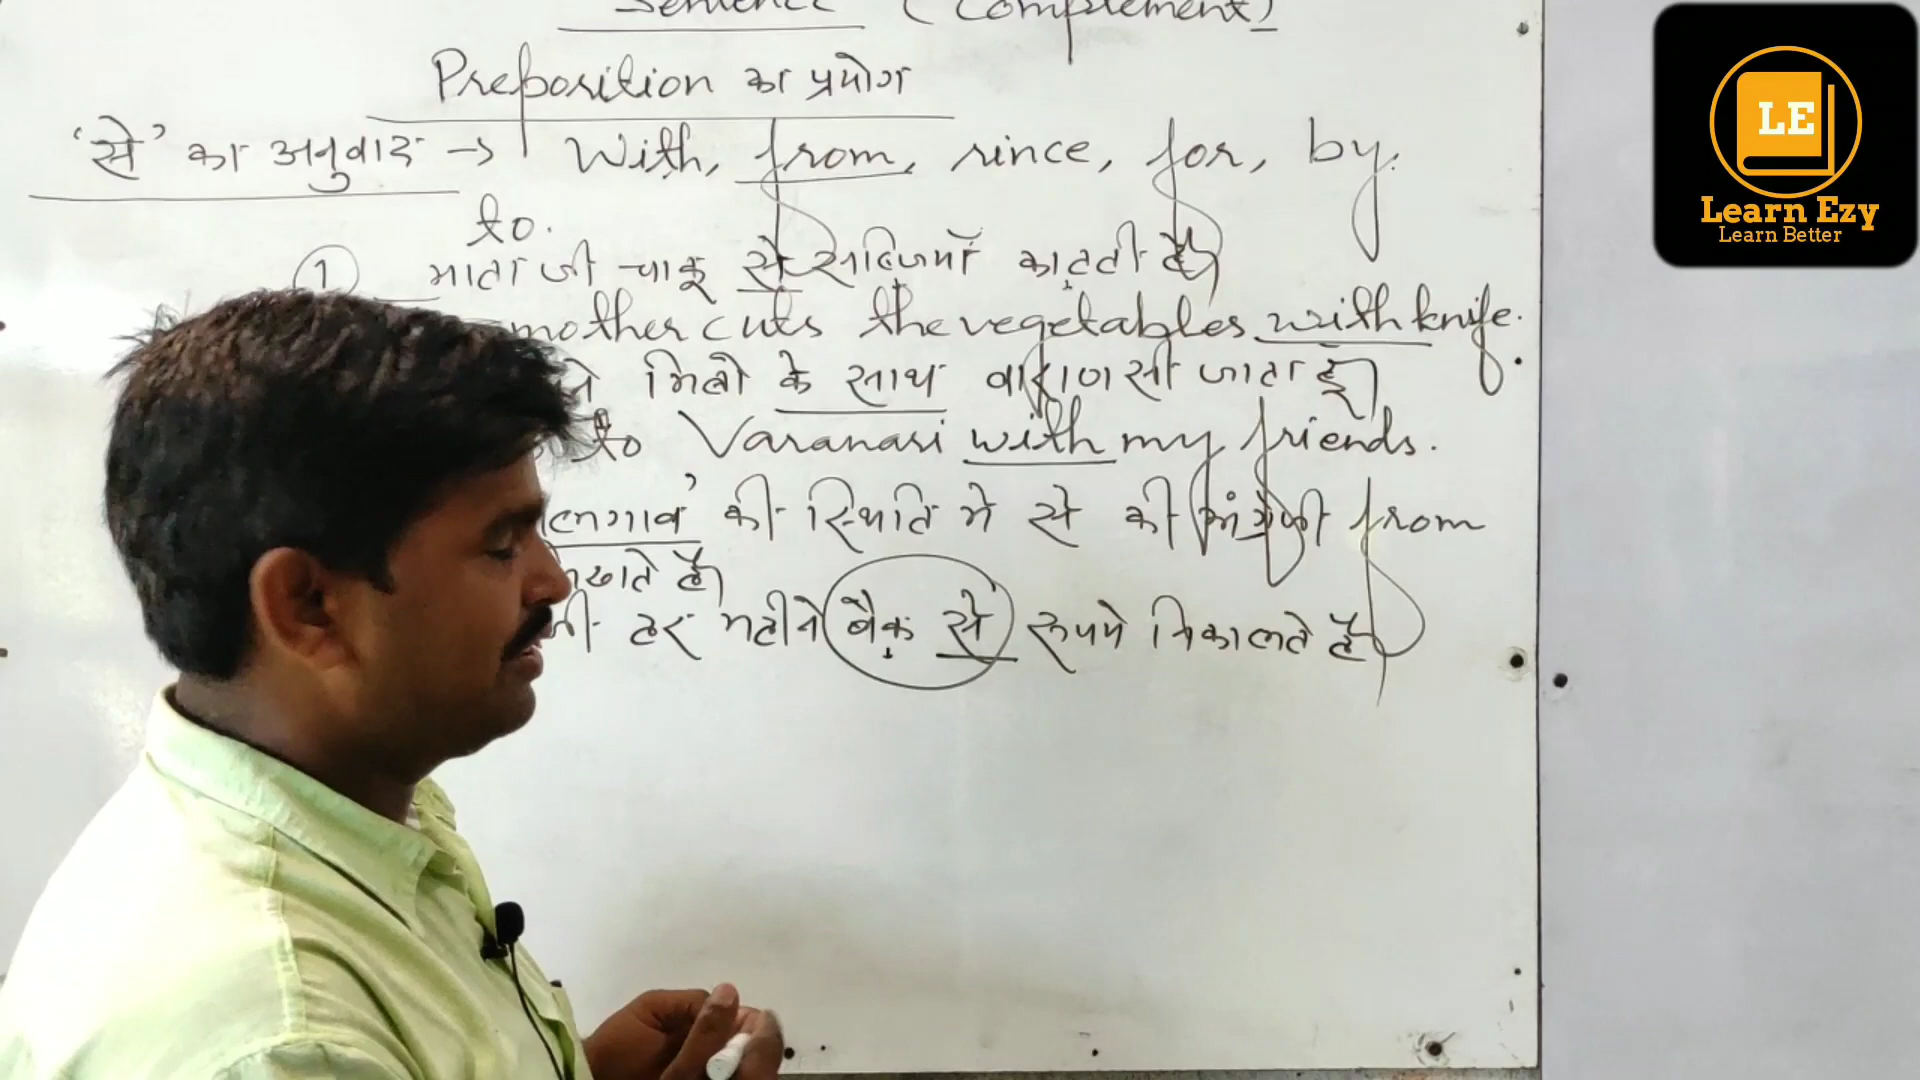 Sentence (Complement)
Preposition का प्रयोग
'से' का अनुवाद → With, from, since, for, by.
to.
1 माता जी चाकू से सब्जियाँ काटती है।
mother cuts the vegetables with knife.
मित्रो के साथ वाराणसी जाता हूँ।
to Varanasi with my friends.
की स्थिति मे से की अंग्रेजी from
है।
हर महीने बैंक से रूपये निकालते है।
LE
Learn Ezy
Learn Better